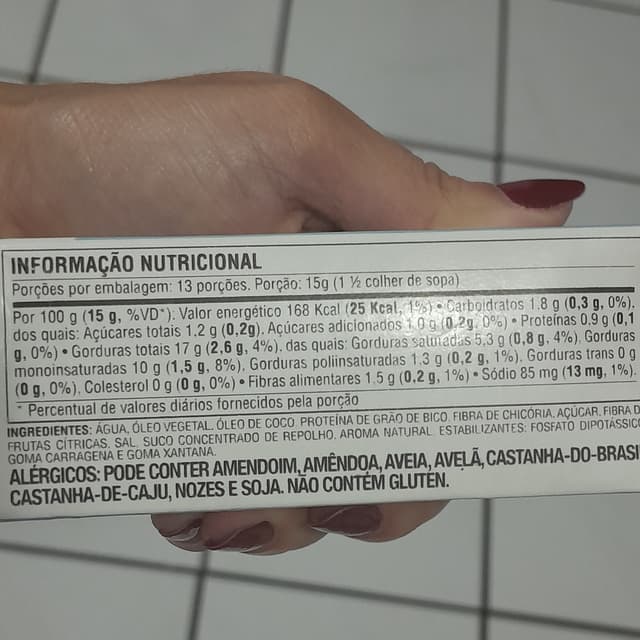 INFORMAÇÃO NUTRICIONAL
Porções por embalagem: 13 porções. Porção: 15g (1 ½ colher de sopa)
Por 100 g (15 g, %VD*). Valor energético 168 Kcal (25 Kcal, 1%) • Carboidratos 1.8 g (0,3 g, 0%),
dos quais: Açúcares totais 1.2 g (0,2g). Açúcares adicionados 1.0 g (0,2g, 0%) • Proteínas 0.9 g (0,1
g, 0%) • Gorduras totais 17 g (2,6 g, 4%). das quais: Gorduras saturadas 5.3 g (0,8 g, 4%). Gorduras
monoinsaturadas 10 g (1,5 g, 8%). Gorduras poliinsaturadas 1.3 g (0,2 g, 1%). Gorduras trans 0 g
(0 g, 0%). Colesterol 0 g (0 g, 0%) • Fibras alimentares 1.5 g (0.2 g, 1%) • Sódio 85 mg (13 mg, 1%).
* Percentual de valores diários fornecidos pela porção
INGREDIENTES: ÁGUA, ÓLEO VEGETAL, ÓLEO DE COCO, PROTEÍNA DE GRÃO DE BICO, FIBRA DE CHICÓRIA, AÇÚCAR, FIBRA D
FRUTAS CÍTRICAS, SAL, SUCO CONCENTRADO DE REPOLHO, AROMA NATURAL. ESTABILIZANTES: FOSFATO DIPOTÁSSIC
GOMA CARRAGENA E GOMA XANTANA.
ALÉRGICOS: PODE CONTER AMENDOIM, AMÊNDOA, AVEIA, AVELÃ, CASTANHA-DO-BRASI
CASTANHA-DE-CAJU, NOZES E SOJA. NÃO CONTÉM GLUTEN.